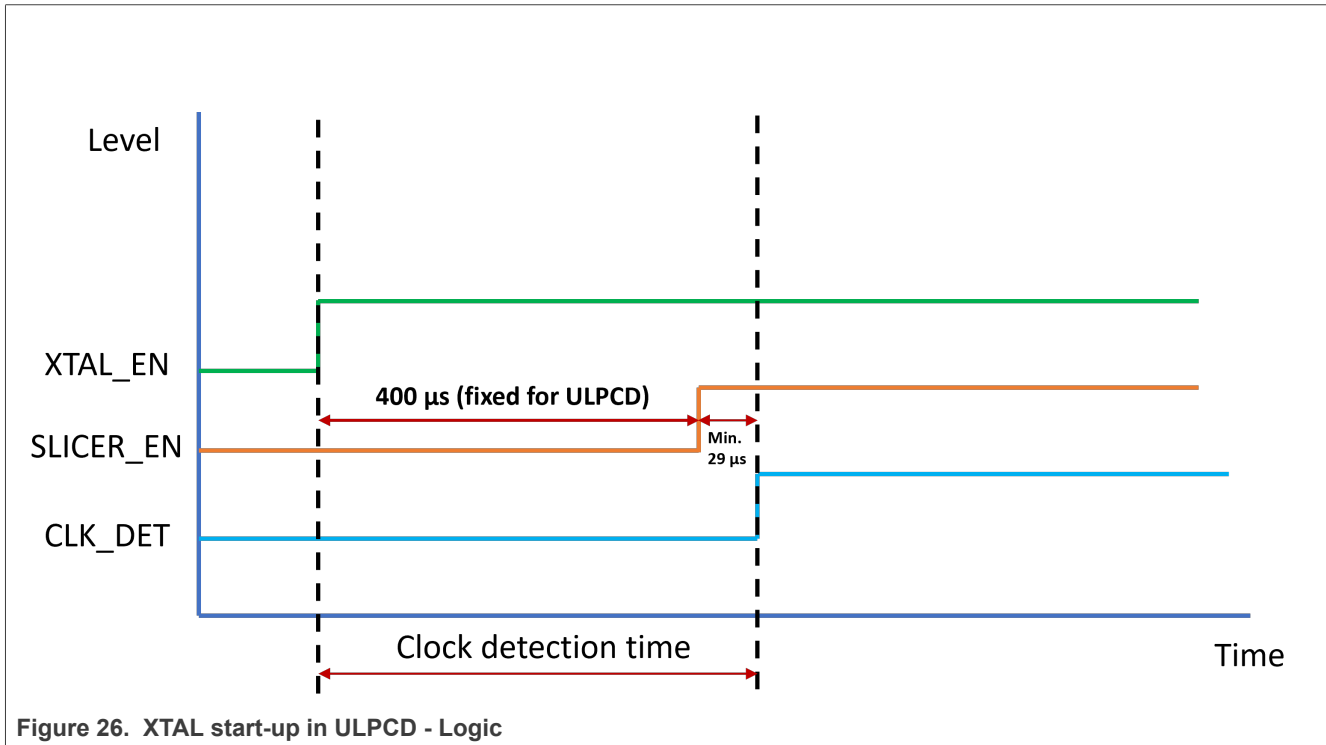 Level
XTAL_EN
400 µs (fixed for ULPCD)
Min.
29 µs
SLICER_EN
CLK_DET
Clock detection time
Time
Figure 26. XTAL start-up in ULPCD - Logic